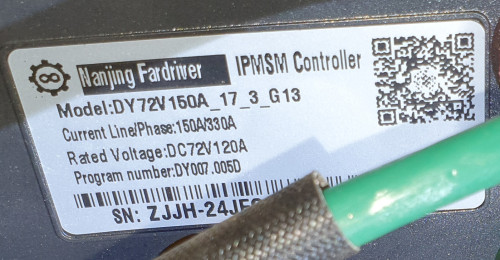 Nanjing Fardriver IPMSM Controller
Model:DY72V150A_17_3_G13
Current Line/Phase:150A/330A
Rated Voltage:DC72V120A
Program number:DY007.005D
SN: ZJJH-24JF